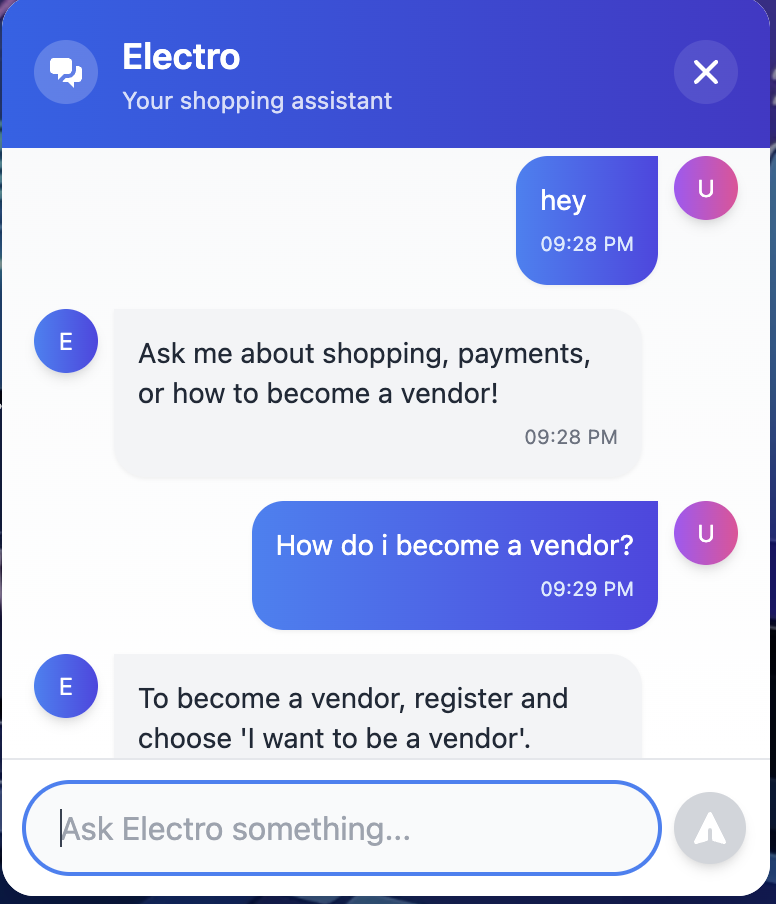 Electro
Your shopping assistant
hey
09:28 PM
U
E
Ask me about shopping, payments,
or how to become a vendor!
09:28 PM
How do i become a vendor?
09:29 PM
U
E
To become a vendor, register and
choose 'I want to be a vendor'.
Ask Electro something...